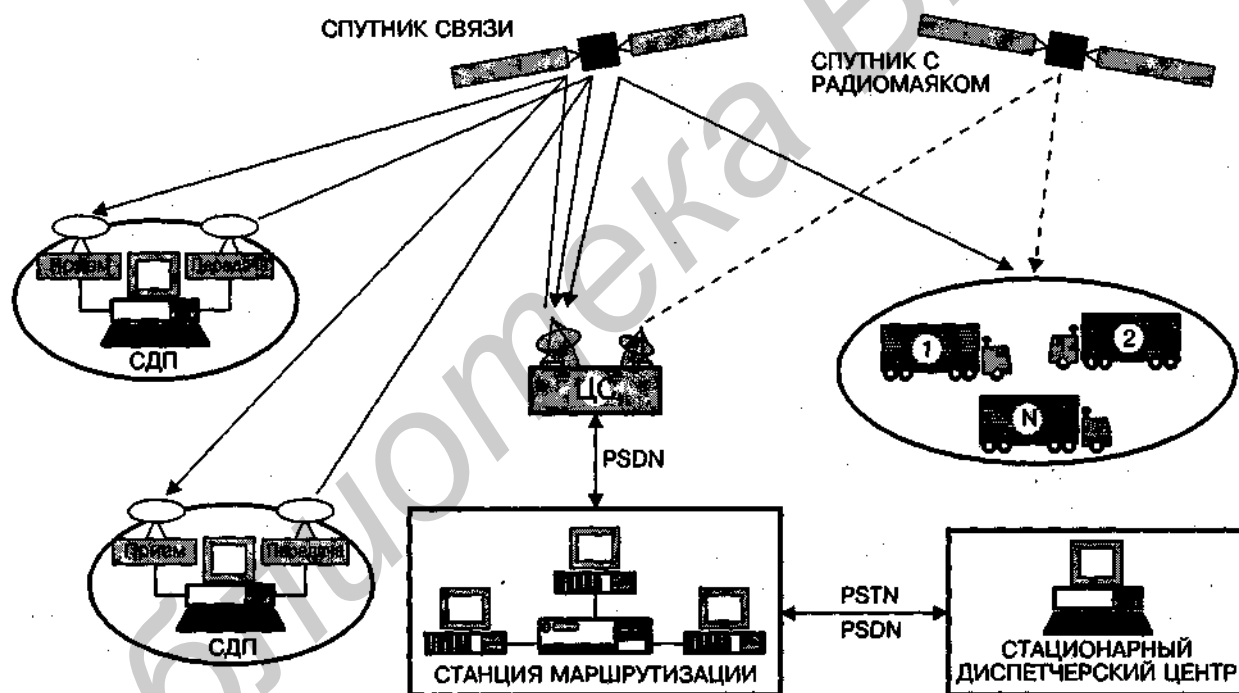 СПУТНИК СВЯЗИ
СПУТНИК С
РАДИОМАЯКОМ
Прием
Передача
СДП
ЦС
1
2
N
PSDN
Прием
Передача
СДП
СТАНЦИЯ МАРШРУТИЗАЦИИ
PSTN
PSDN
СТАЦИОНАРНЫЙ
ДИСПЕТЧЕРСКИЙ ЦЕНТР